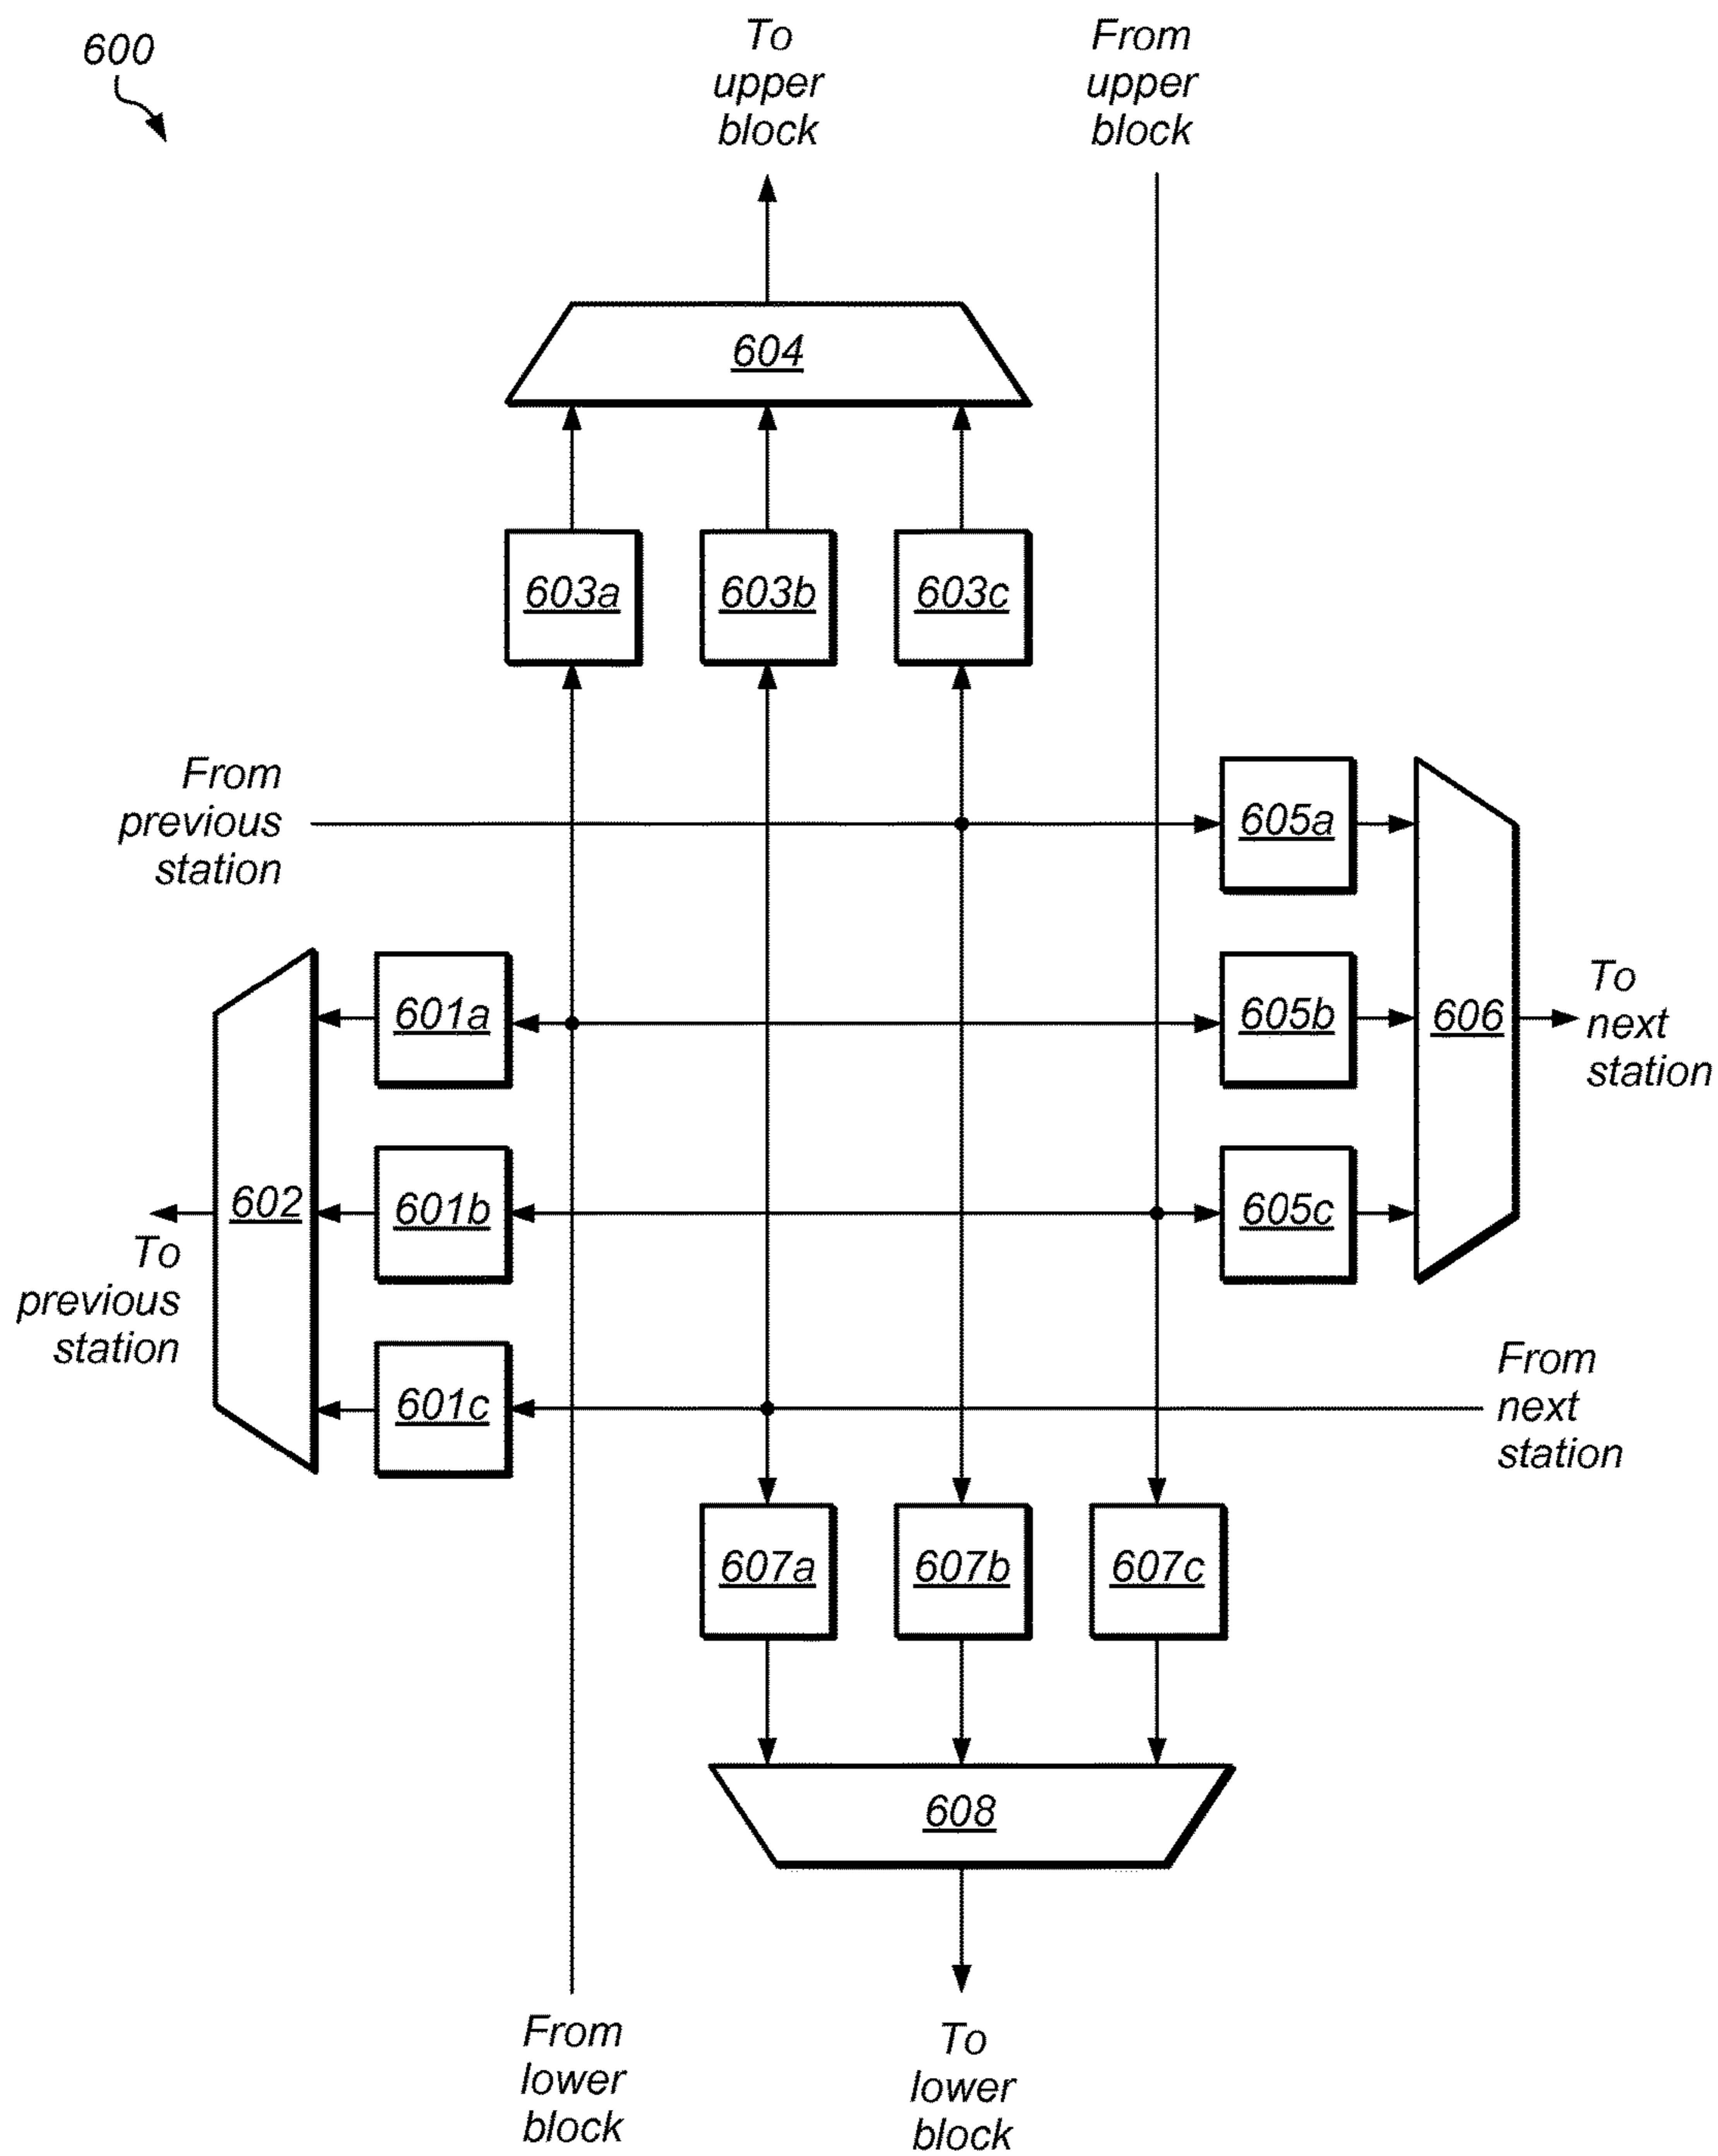 600
To
upper
block
From
upper
block
604
603a
603b
603c
From
previous
station
605a
601a
605b
606
To
next
station
602
601b
605c
To
previous
station
601c
From
next
station
607a
607b
607c
608
From
lower
block
To
lower
block